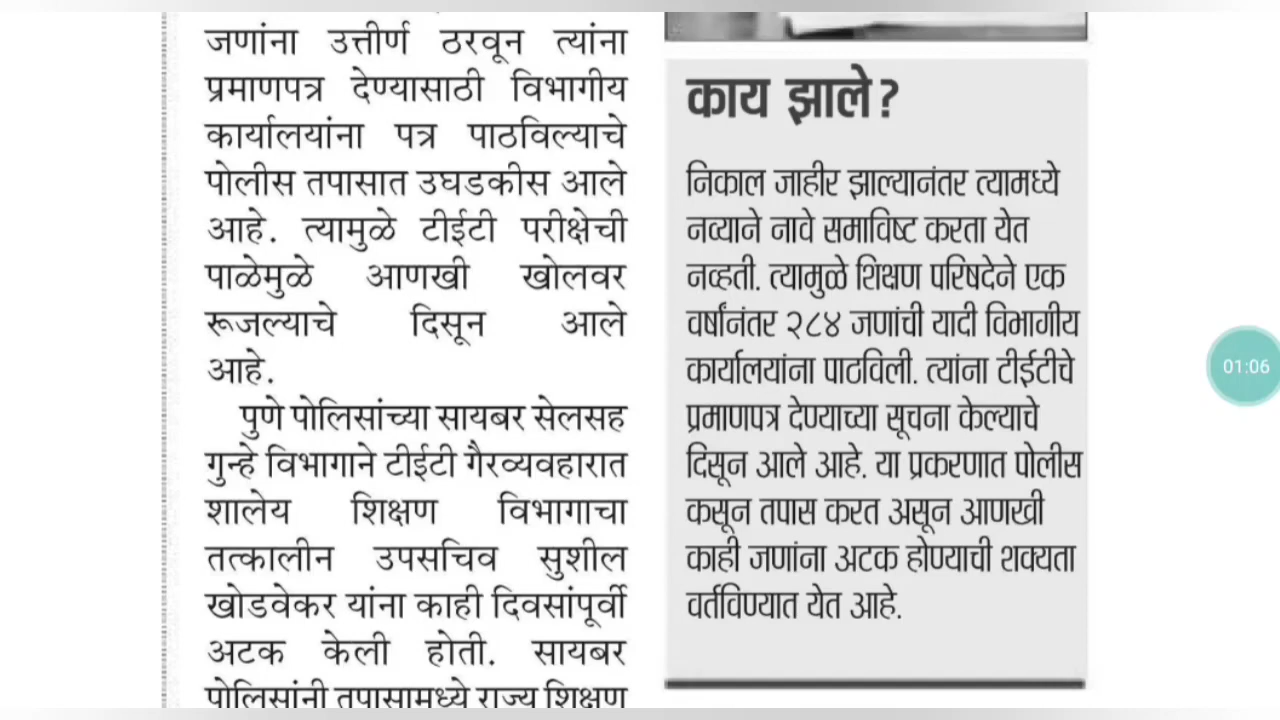 जणांना उत्तीर्ण ठरवून त्यांना
प्रमाणपत्र देण्यासाठी विभागीय
कार्यालयांना पत्र पाठविल्याचे
पोलीस तपासात उघडकीस आले
आहे. त्यामुळे टीईटी परीक्षेची
पाळेमुळे आणखी खोलवर
रूजल्याचे दिसून आले
आहे.
पुणे पोलिसांच्या सायबर सेलसह
गुन्हे विभागाने टीईटी गैरव्यवहारात
शालेय शिक्षण विभागाचा
तत्कालीन उपसचिव सुशील
खोडवेकर यांना काही दिवसांपूर्वी
अटक केली होती. सायबर
पोलिसांनी तपासामध्ये राज्य शिक्षण
काय झाले?
निकाल जाहीर झाल्यानंतर त्यामध्ये
नव्याने नावे समाविष्ट करता येत
नव्हती. त्यामुळे शिक्षण परिषदेने एक
वर्षांनंतर २८४ जणांची यादी विभागीय
कार्यालयांना पाठविली. त्यांना टीईटीचे
प्रमाणपत्र देण्याच्या सूचना केल्याचे
दिसून आले आहे. या प्रकरणात पोलीस
कसून तपास करत असून आणखी
काही जणांना अटक होण्याची शक्यता
वर्तविण्यात येत आहे.
01:06